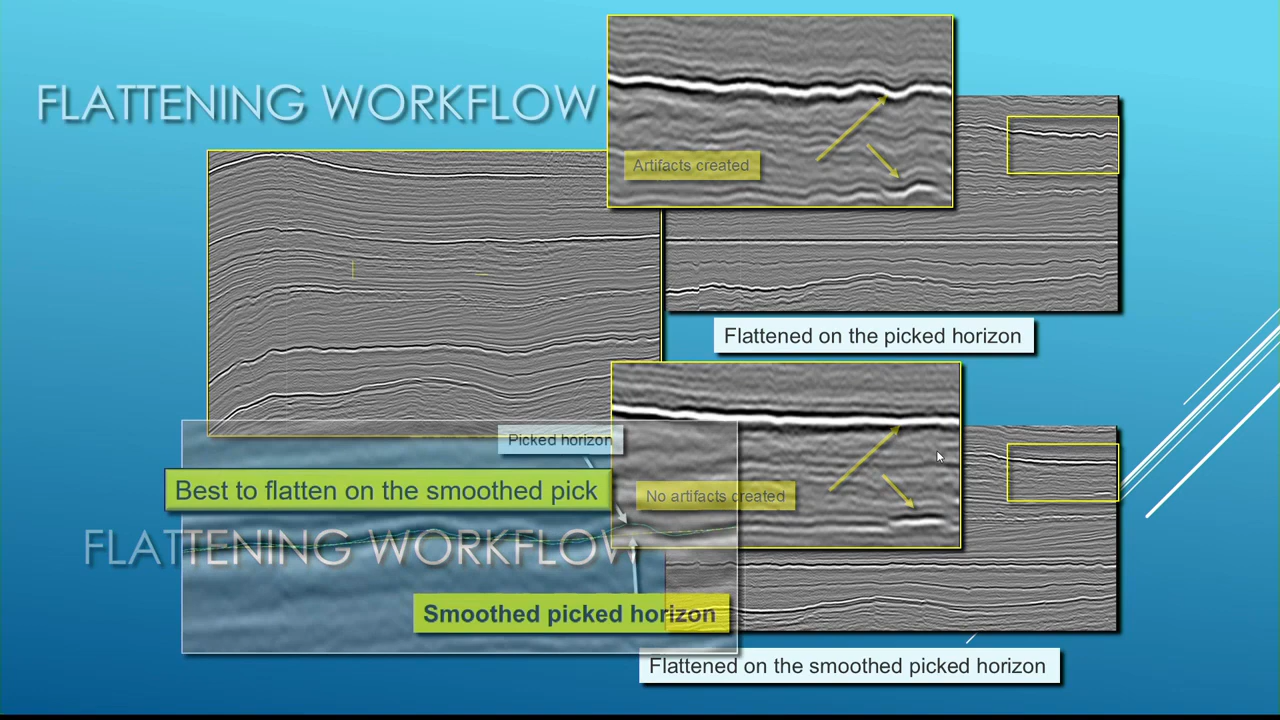 FLATTENING WORKFLOW
Artifacts created
Flattened on the picked horizon
Picked horizon
Best to flatten on the smoothed pick
No artifacts created
FLATTENING WORKFLOW
Smoothed picked horizon
Flattened on the smoothed picked horizon